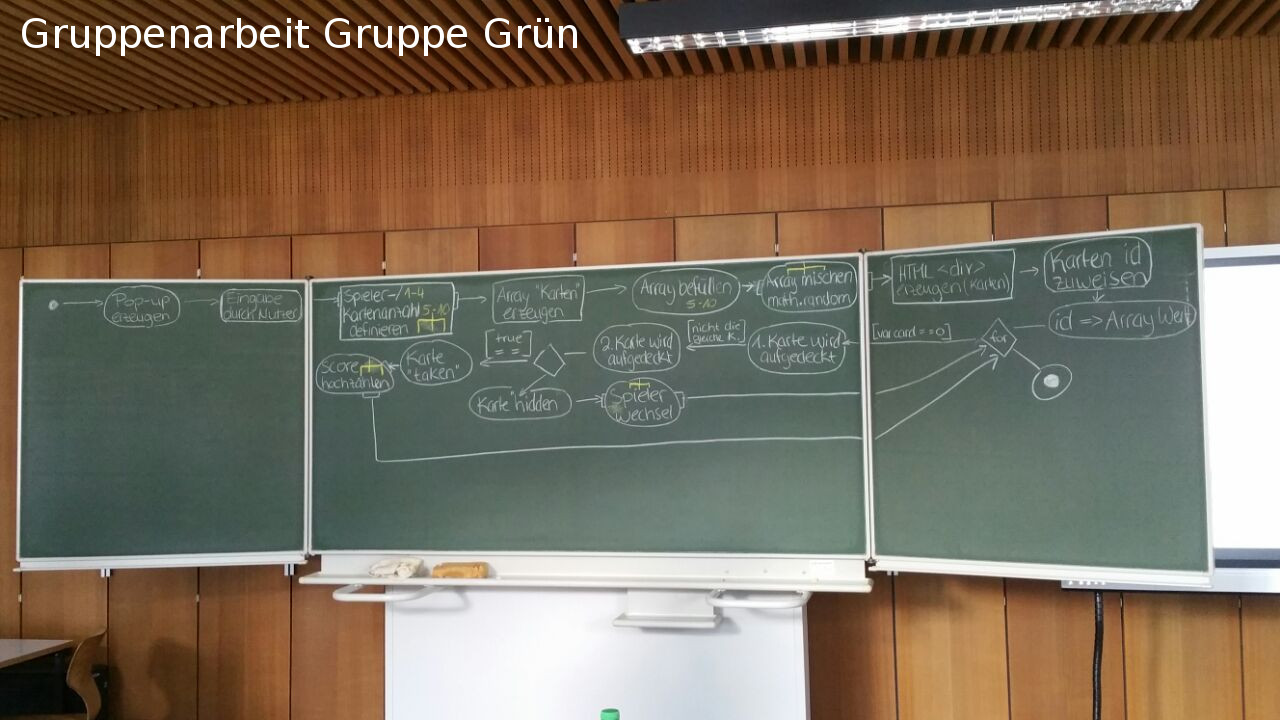 Gruppenarbeit Gruppe Grün
Pop-up
erzeugen
Eingabe
durch Nutzer
Spieler-/1-4
Kartenanzahl 5-10
definieren
Array "Karten"
erzeugen
Array befüllen
5-10
Array mischen
math.random
HTML <div>
erzeugen (Karten)
Karten id
zuweisen
id => Array Wert
for
[var card == 0]
1. Karte wird
aufgedeckt
[nicht die
gleiche K.]
2. Karte wird
aufgedeckt
[true
==]
Karte
"taken"
Score
hochzählen
Karte "hidden
Spieler
Wechsel